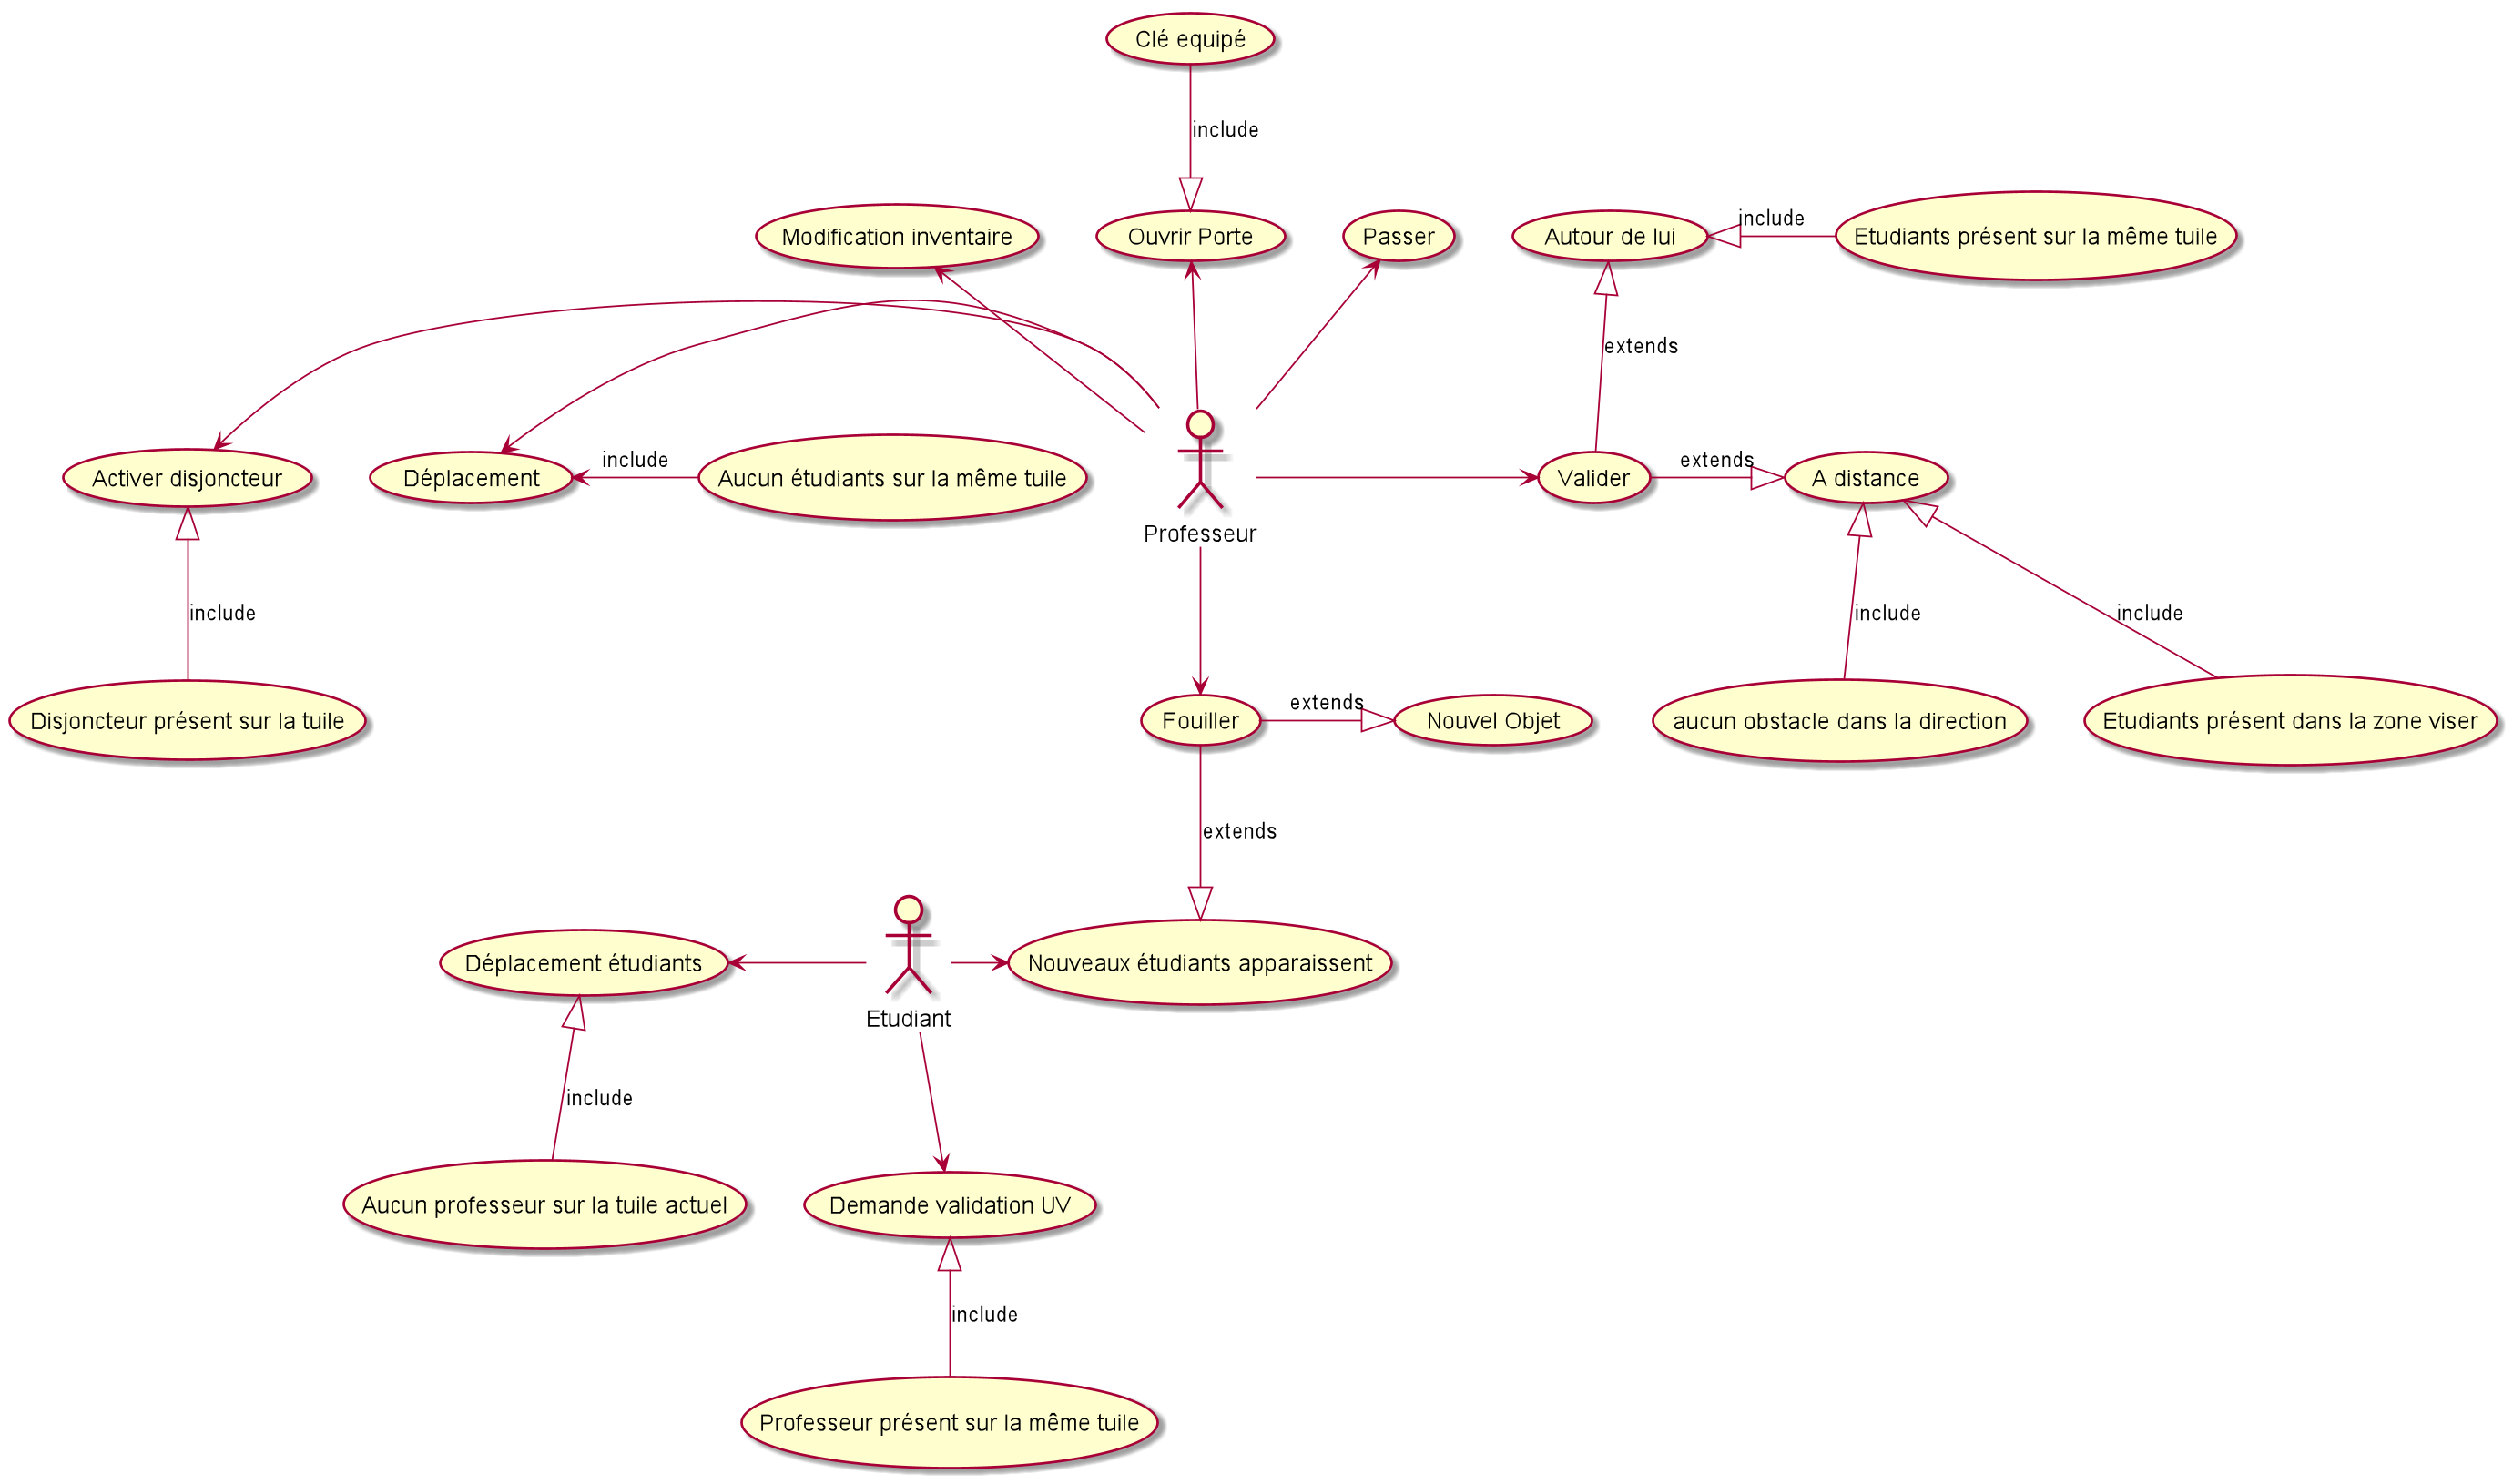 Clé equipé
include
Modification inventaire
Ouvrir Porte
Passer
Autour de lui
include
Etudiants présent sur la même tuile
extends
Activer disjoncteur
Déplacement
include
Aucun étudiants sur la même tuile
Professeur
Valider
extends
A distance
include
include
include
Disjoncteur présent sur la tuile
Fouiller
extends
Nouvel Objet
aucun obstacle dans la direction
Etudiants présent dans la zone viser
extends
Déplacement étudiants
Etudiant
Nouveaux étudiants apparaissent
include
Aucun professeur sur la tuile actuel
Demande validation UV
include
Professeur présent sur la même tuile